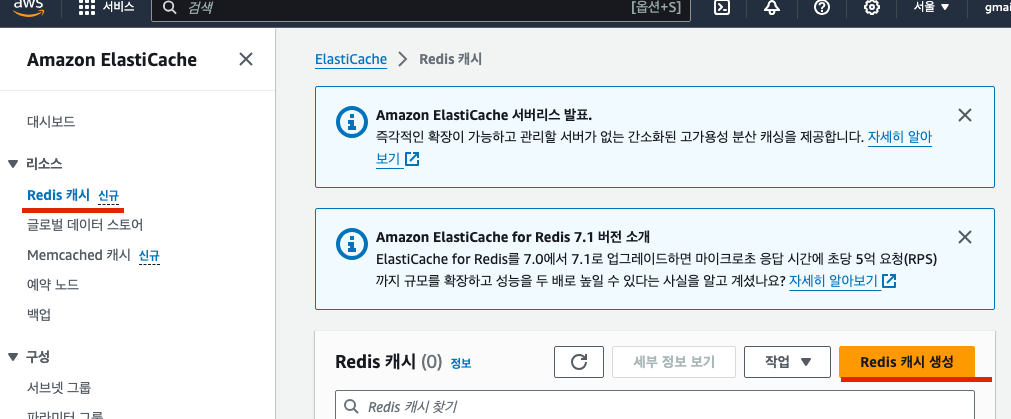 aws
서비스
검색
[옵션+S]
서울
gmai
Amazon ElastiCache
대시보드
리소스
Redis 캐시 신규
글로벌 데이터 스토어
Memcached 캐시 신규
예약 노드
백업
구성
서브넷 그룹
파라미터 그룹
ElastiCache
Redis 캐시
Amazon ElastiCache 서버리스 발표.
즉각적인 확장이 가능하고 관리할 서버가 없는 간소화된 고가용성 분산 캐싱을 제공합니다. 자세히 알아
보기
Amazon ElastiCache for Redis 7.1 버전 소개
ElastiCache for Redis를 7.0에서 7.1로 업그레이드하면 마이크로초 응답 시간에 초당 5억 요청(RPS)
까지 규모를 확장하고 성능을 두 배로 높일 수 있다는 사실을 알고 계셨나요? 자세히 알아보기
Redis 캐시 (0) 정보
세부 정보 보기
작업
Redis 캐시 생성
Redis 캐시 찾기